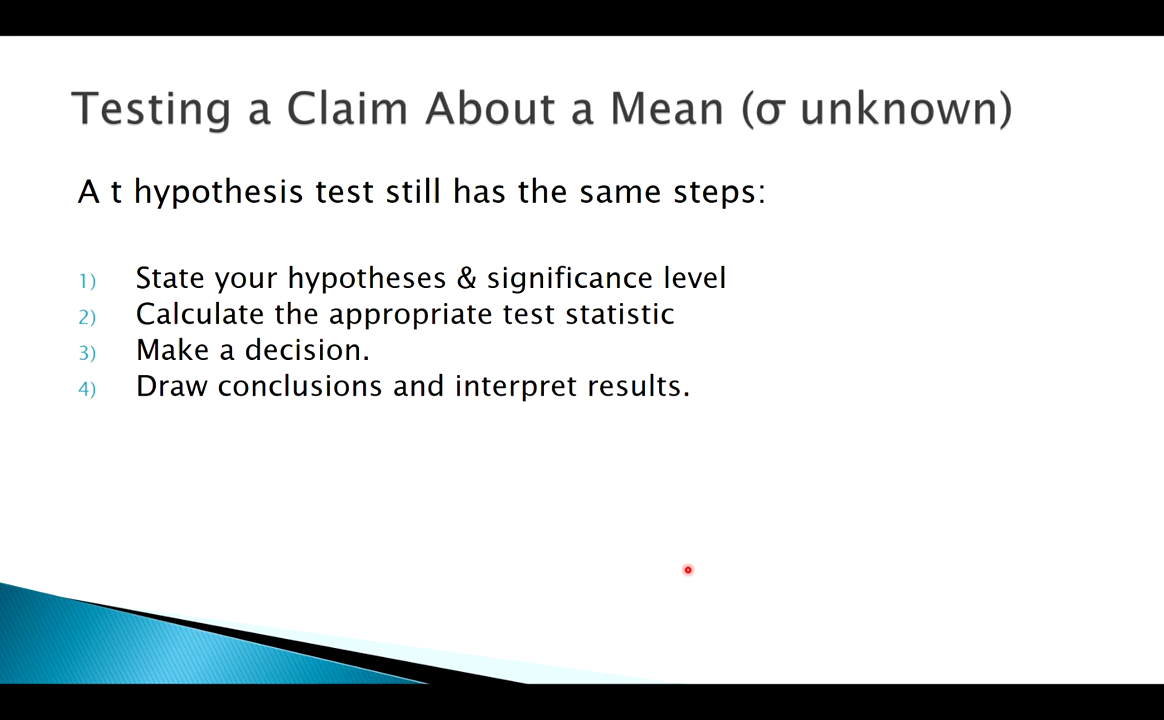 Testing a Claim About a Mean (σ unknown)
A t hypothesis test still has the same steps:
1) State your hypotheses & significance level
2) Calculate the appropriate test statistic
3) Make a decision.
4) Draw conclusions and interpret results.